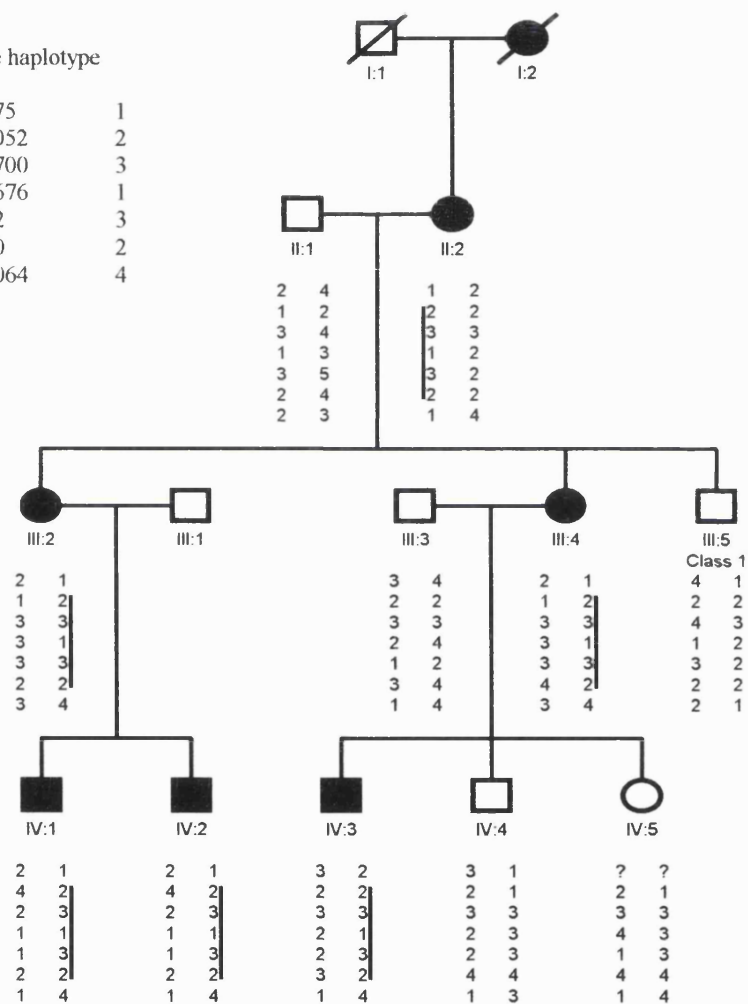 e haplotype
75 1
052 2
700 3
676 1
2 3
0 2
064 4
I:1 I:2
II:1 II:2
2 4 1 2
1 2 2 2
3 4 3 3
1 3 1 2
3 5 3 2
2 4 2 2
2 3 1 4
III:2 III:1 III:3 III:4 III:5
Class 1
2 1 3 4 2 1 4 1
1 2 2 2 1 2 2 2
3 3 3 3 3 3 4 3
3 1 2 4 3 1 1 2
3 3 1 2 3 3 3 2
2 2 3 4 4 2 2 2
3 4 1 4 3 4 2 1
IV:1 IV:2 IV:3 IV:4 IV:5
2 1 2 1 3 2 3 1 ? ?
4 2 4 2 2 2 2 1 2 1
2 3 2 3 3 3 3 3 3 3
1 1 1 1 2 1 2 3 4 3
1 3 1 3 2 3 2 3 1 3
2 2 2 2 3 2 4 4 4 4
1 4 1 4 1 4 1 3 1 4